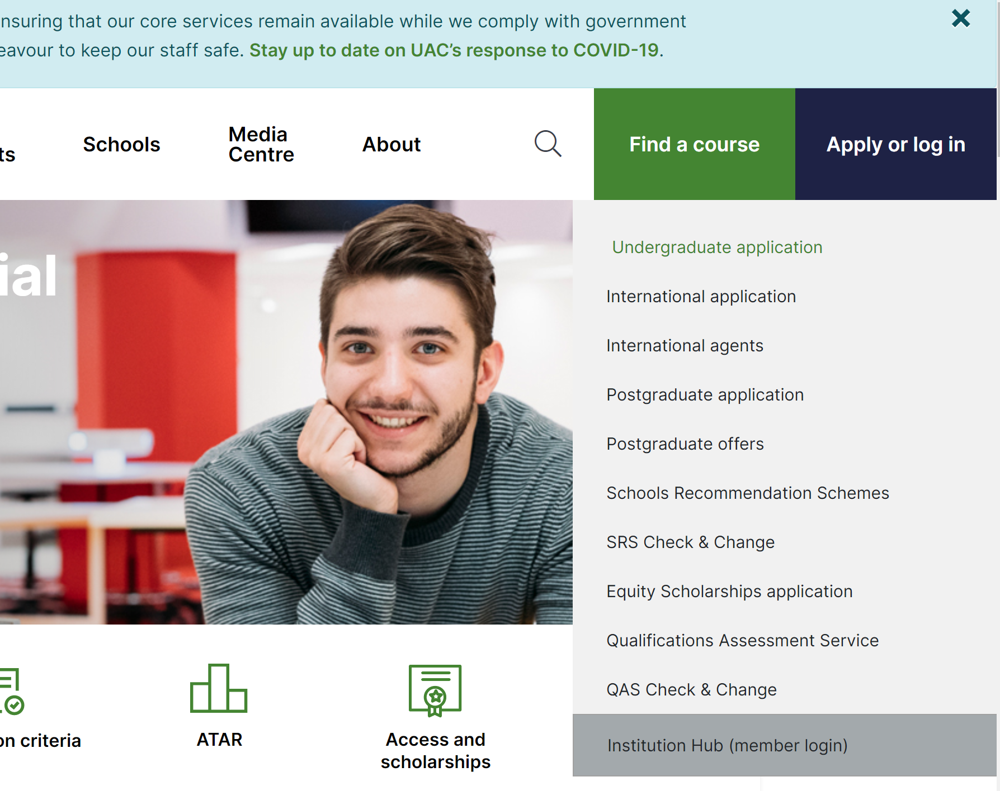 nsuring that our core services remain available while we comply with government
eavour to keep our staff safe. Stay up to date on UAC’s response to COVID-19.
ts
Schools
Media
Centre
About
Find a course
Apply or log in
ial
Undergraduate application
International application
International agents
Postgraduate application
Postgraduate offers
Schools Recommendation Schemes
SRS Check & Change
Equity Scholarships application
Qualifications Assessment Service
QAS Check & Change
Institution Hub (member login)
on criteria
ATAR
Access and
scholarships